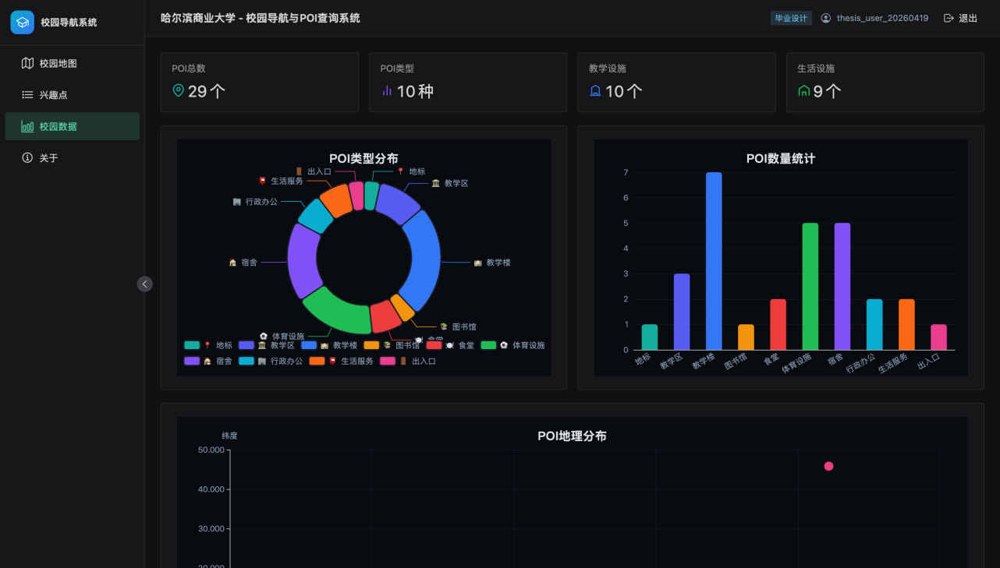 校园导航系统
哈尔滨商业大学 - 校园导航与POI查询系统
毕业设计
thesis_user_20260419
退出
校园地图
兴趣点
校园数据
关于
POI总数
29 个
POI类型
10 种
教学设施
10 个
生活设施
9 个
POI类型分布
出入口
地标
生活服务
教学区
行政办公
宿舍
教学楼
图书馆
体育设施
食堂
地标
教学区
教学楼
图书馆
食堂
体育设施
宿舍
行政办公
生活服务
出入口
POI数量统计
7
6
5
4
3
2
1
0
地标
教学区
教学楼
图书馆
食堂
体育设施
宿舍
行政办公
生活服务
出入口
POI地理分布
纬度
50.000
40.000
30.000
20.000